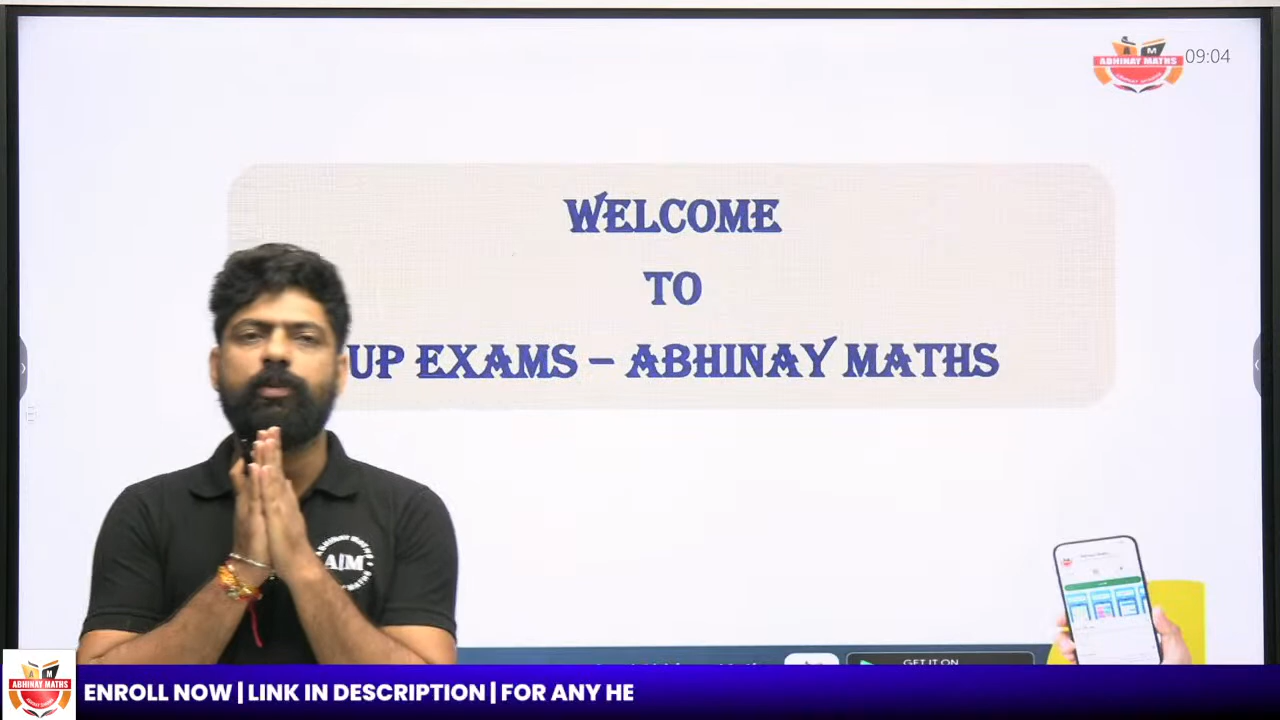 A M
ABHINAY MATHS
09:04
WELCOME
TO
UP EXAMS – ABHINAY MATHS
A|M
GET IT ON
A M
ABHINAY MATHS
ENROLL NOW | LINK IN DESCRIPTION | FOR ANY HE